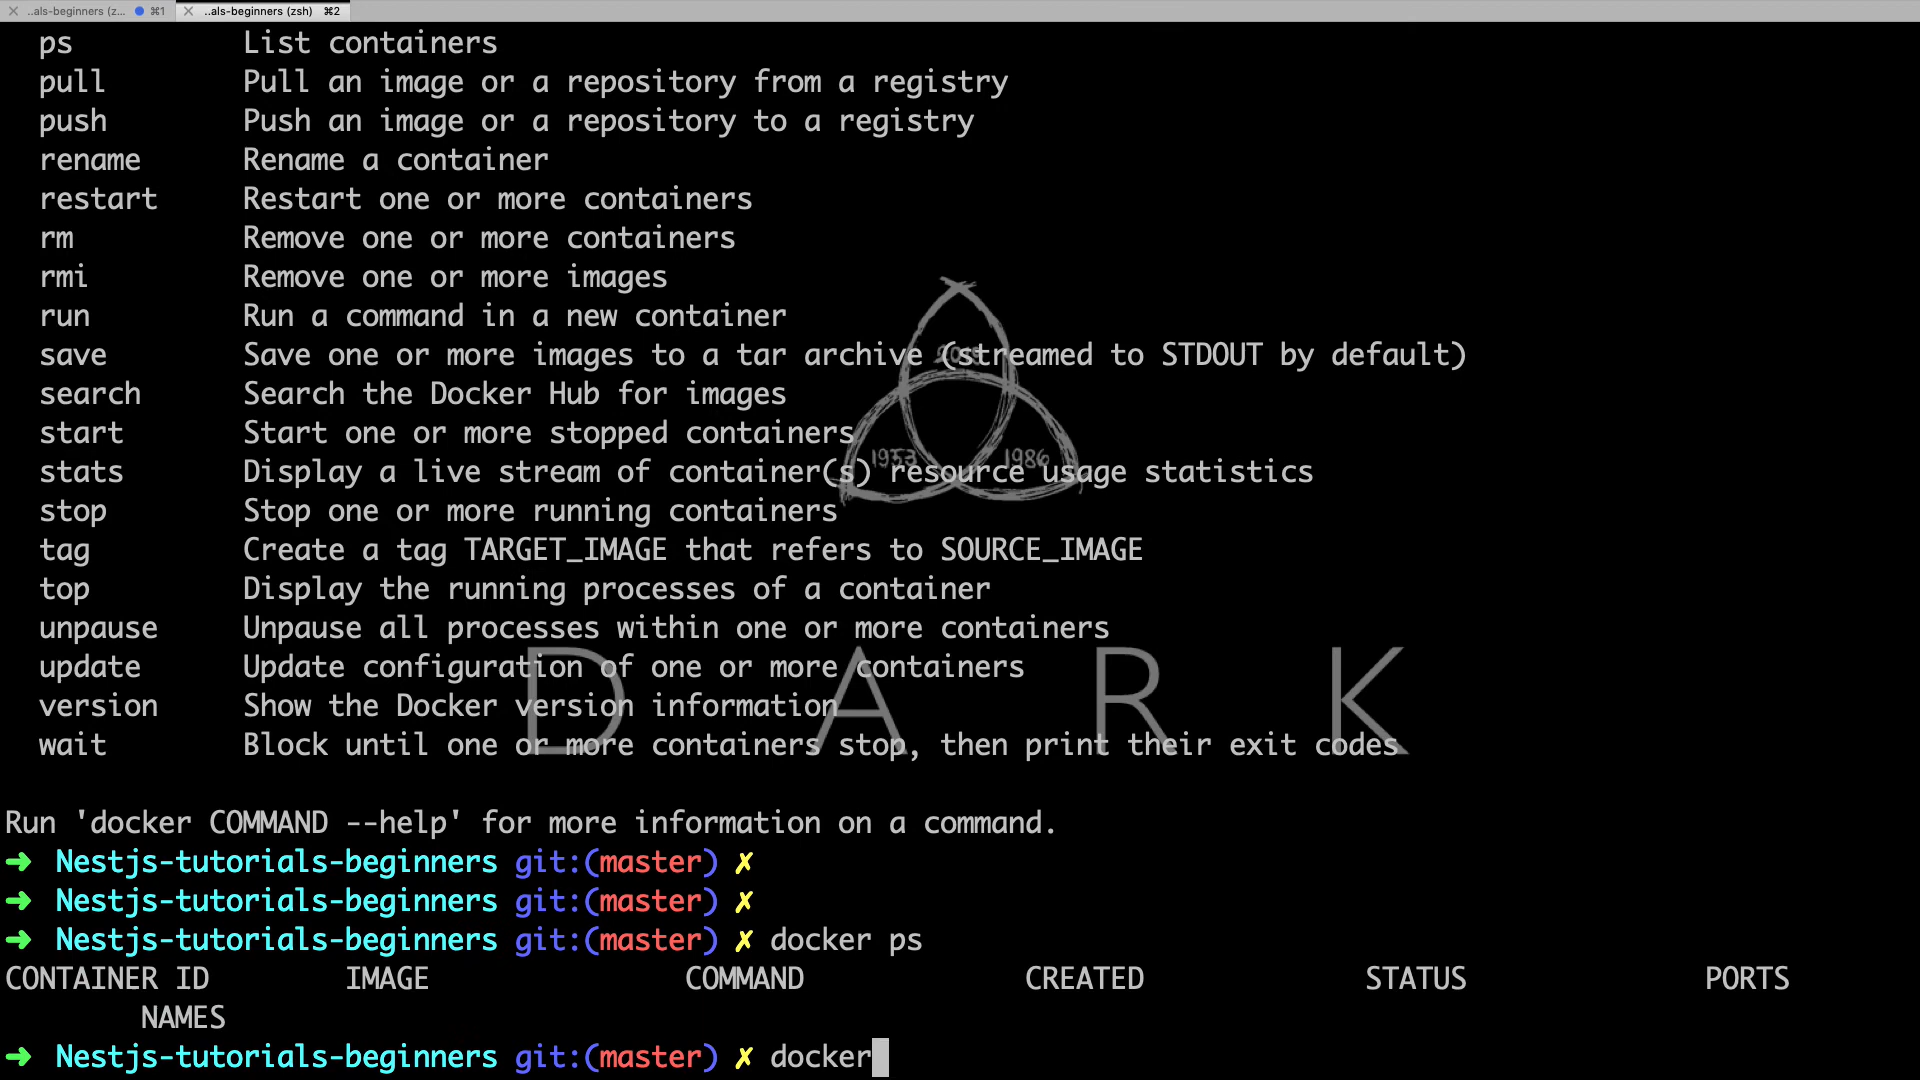 ..als-beginners (z... ⌘1 ..als-beginners (zsh) ⌘2
ps List containers
pull Pull an image or a repository from a registry
push Push an image or a repository to a registry
rename Rename a container
restart Restart one or more containers
rm Remove one or more containers
rmi Remove one or more images
run Run a command in a new container
save Save one or more images to a tar archive (streamed to STDOUT by default)
search Search the Docker Hub for images
start Start one or more stopped containers
stats Display a live stream of container(s) resource usage statistics
stop Stop one or more running containers
tag Create a tag TARGET_IMAGE that refers to SOURCE_IMAGE
top Display the running processes of a container
unpause Unpause all processes within one or more containers
update Update configuration of one or more containers
version Show the Docker version information
wait Block until one or more containers stop, then print their exit codes
Run 'docker COMMAND --help' for more information on a command.
➜ Nestjs-tutorials-beginners git:(master) ✗
➜ Nestjs-tutorials-beginners git:(master) ✗
➜ Nestjs-tutorials-beginners git:(master) ✗ docker ps
CONTAINER ID IMAGE COMMAND CREATED STATUS PORTS
NAMES
➜ Nestjs-tutorials-beginners git:(master) ✗ docker
1953 1986
D A R K